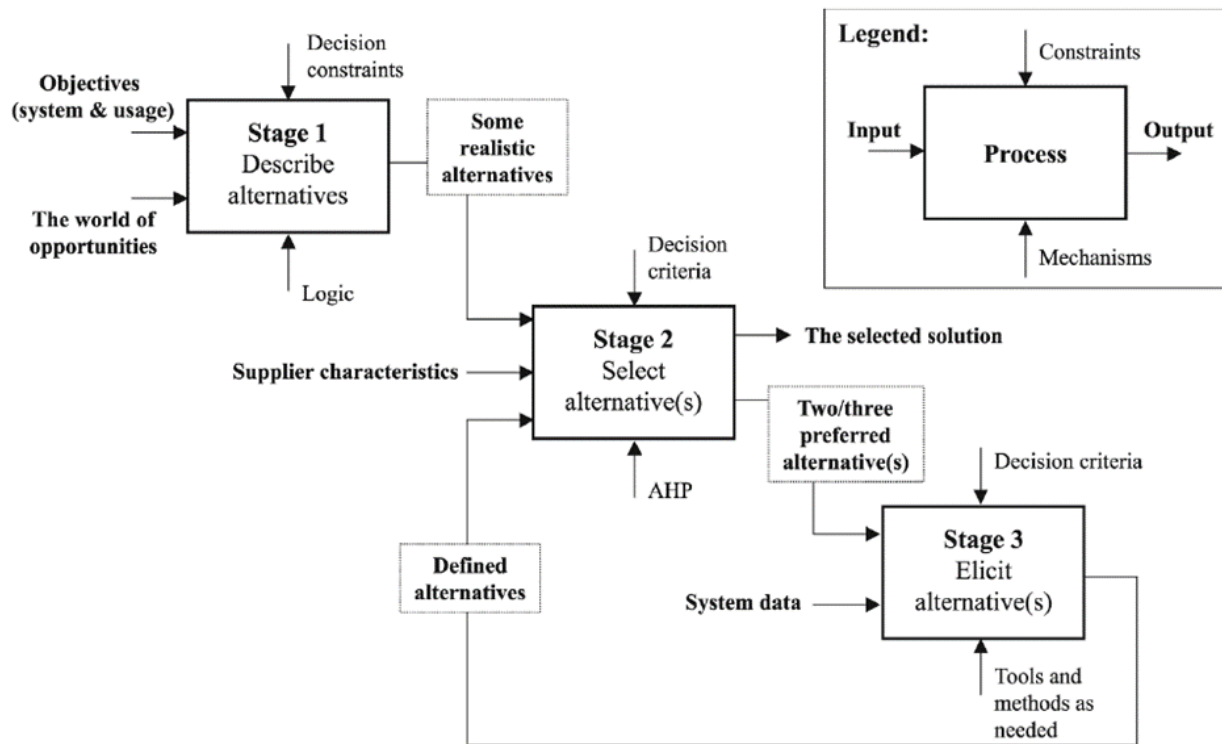 Decision
constraints
Objectives
(system & usage)
Stage 1
Describe
alternatives
The world of
opportunities
Logic
Some
realistic
alternatives
Legend:
Constraints
Input
Process
Output
Mechanisms
Decision
criteria
Supplier characteristics
Stage 2
Select
alternative(s)
The selected solution
AHP
Two/three
preferred
alternative(s)
Decision criteria
Defined
alternatives
System data
Stage 3
Elicit
alternative(s)
Tools and
methods as
needed